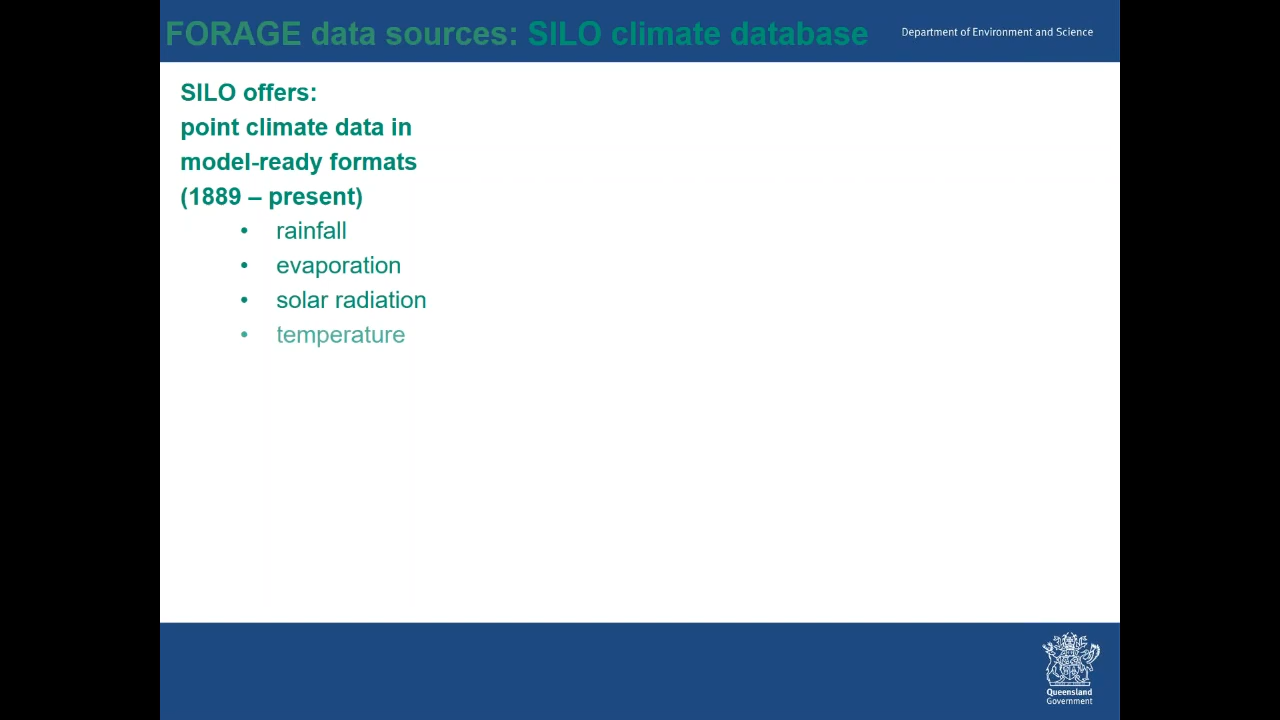 FORAGE data sources: SILO climate database
Department of Environment and Science
SILO offers:
point climate data in
model-ready formats
(1889 – present)
• rainfall
• evaporation
• solar radiation
• temperature
Queensland
Government